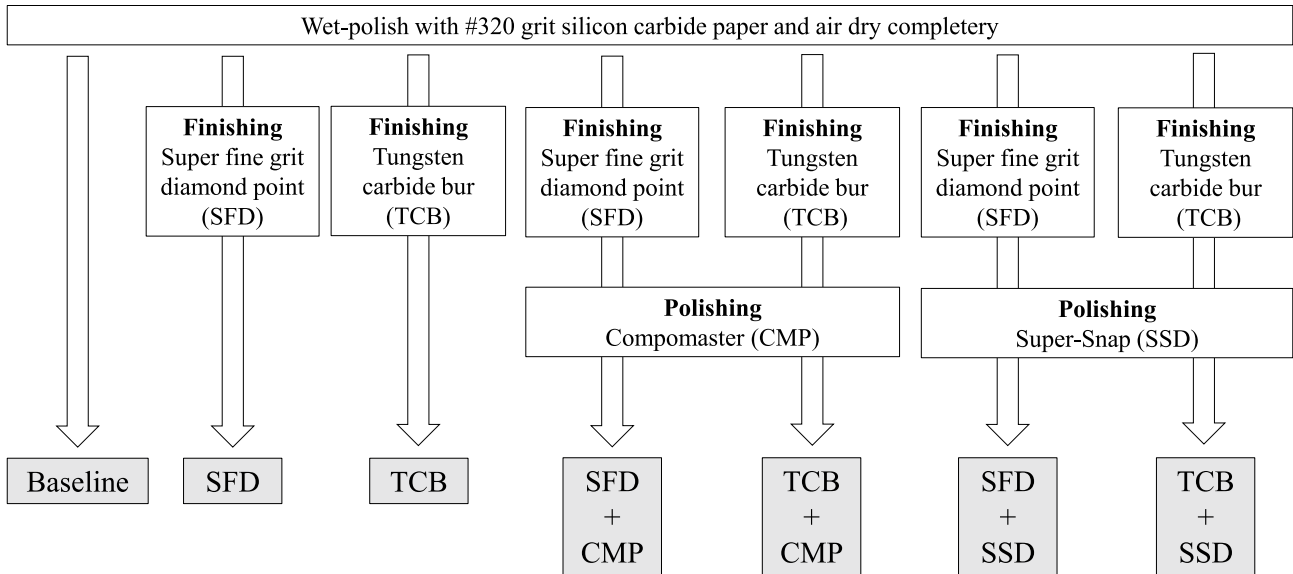 Wet-polish with #320 grit silicon carbide paper and air dry completery
Finishing
Super fine grit
diamond point
(SFD)
Finishing
Tungsten
carbide bur
(TCB)
Finishing
Super fine grit
diamond point
(SFD)
Finishing
Tungsten
carbide bur
(TCB)
Finishing
Super fine grit
diamond point
(SFD)
Finishing
Tungsten
carbide bur
(TCB)
Polishing
Compomaster (CMP)
Polishing
Super-Snap (SSD)
Baseline
SFD
TCB
SFD
+
CMP
TCB
+
CMP
SFD
+
SSD
TCB
+
SSD